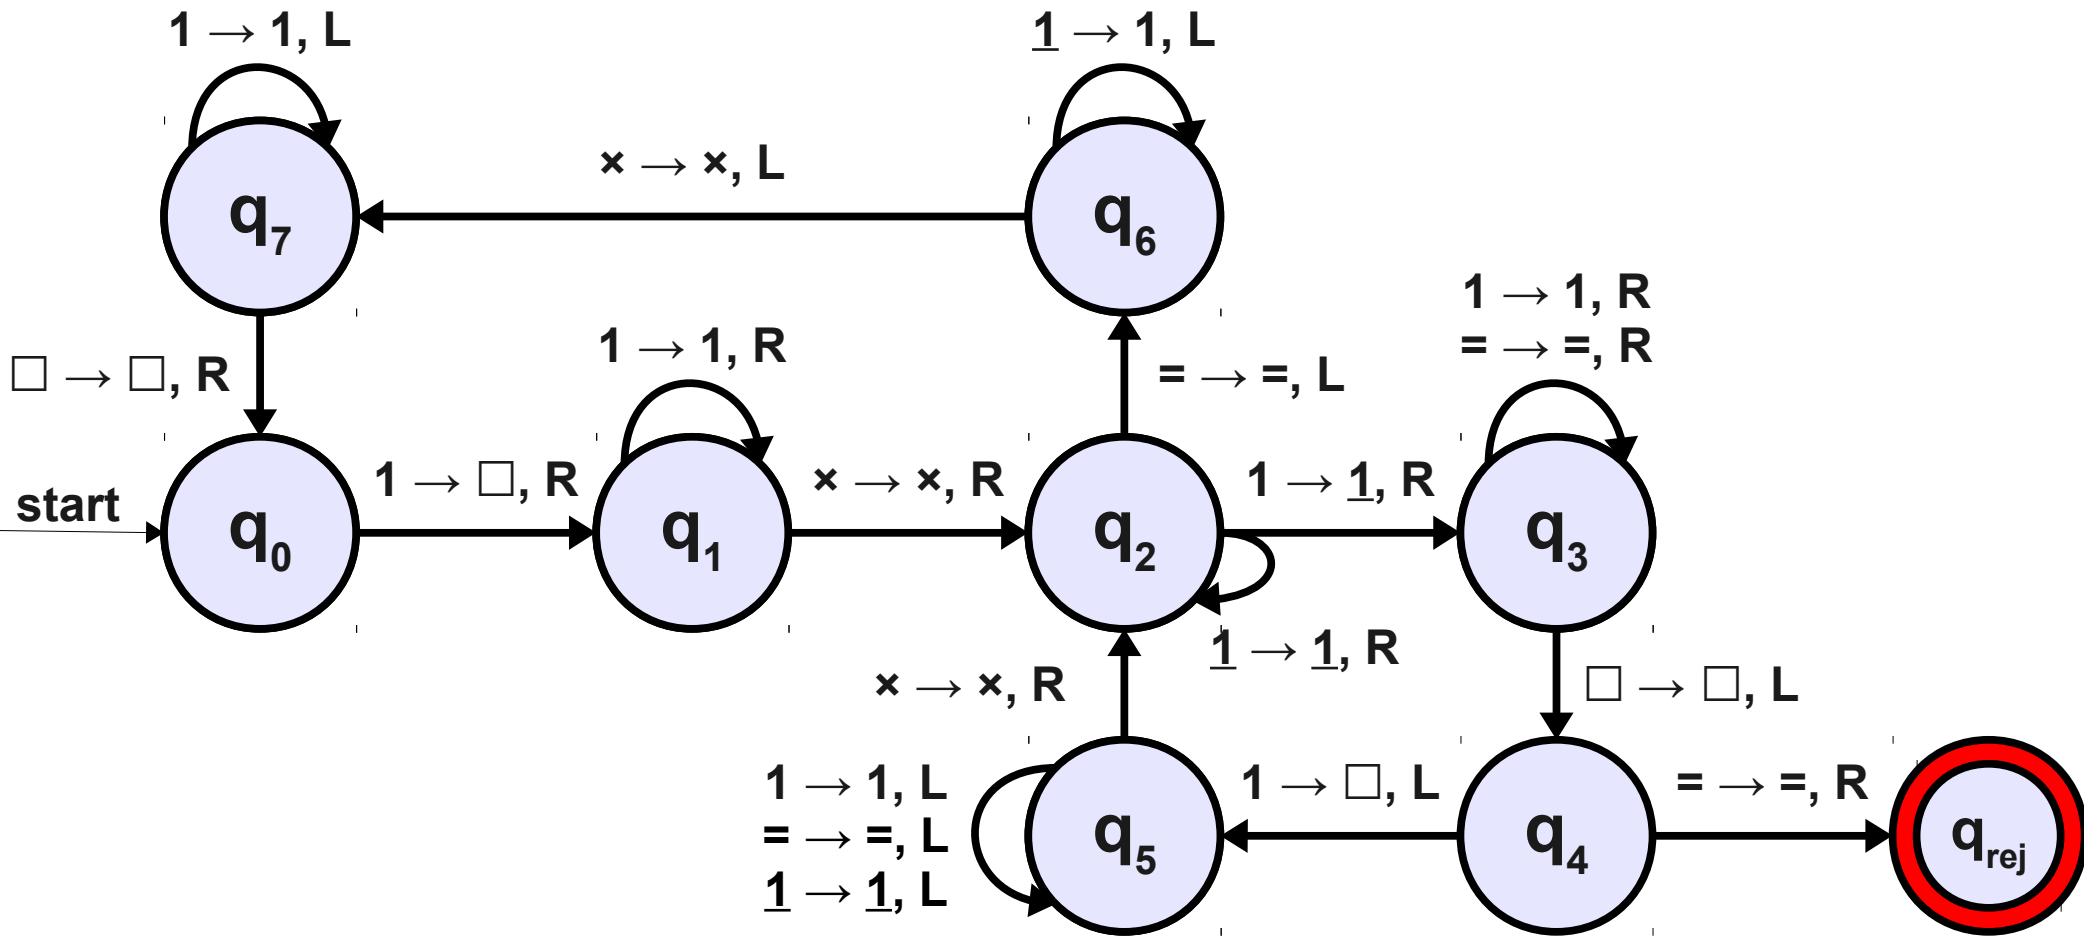 1 → 1, L
1̲ → 1, L
× → ×, L
q7
q6
1 → 1, R
= → =, R
1 → 1, R
□ → □, R
= → =, L
start
q0
1 → □, R
q1
× → ×, R
q2
1 → 1̲, R
q3
1̲ → 1̲, R
× → ×, R
□ → □, L
1 → 1, L
= → =, L
1̲ → 1̲, L
q5
1 → □, L
q4
= → =, R
qrej